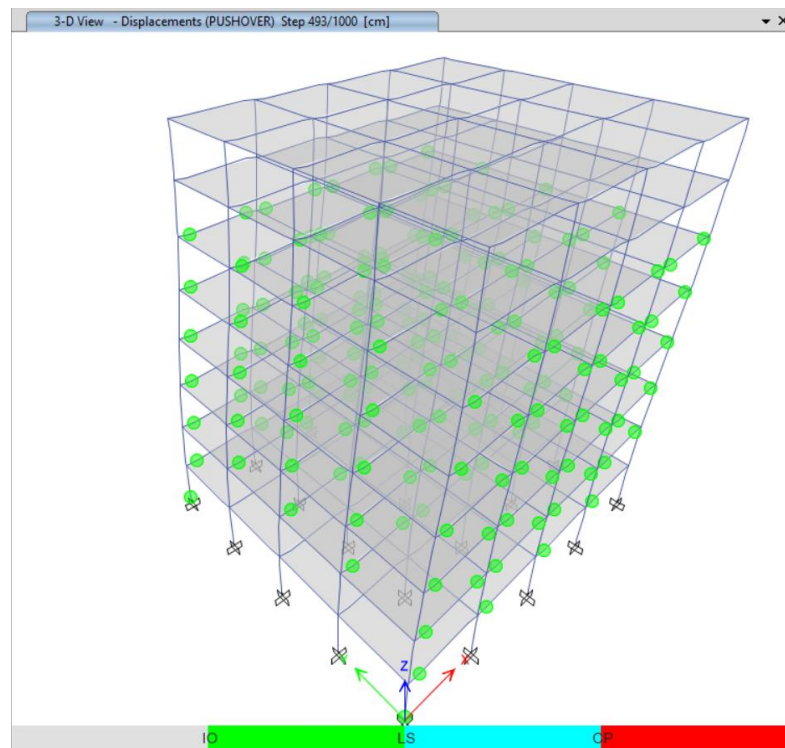 3-D View - Displacements (PUSHOVER) Step 493/1000 [cm]
Z
Y
X
IO
LS
CP